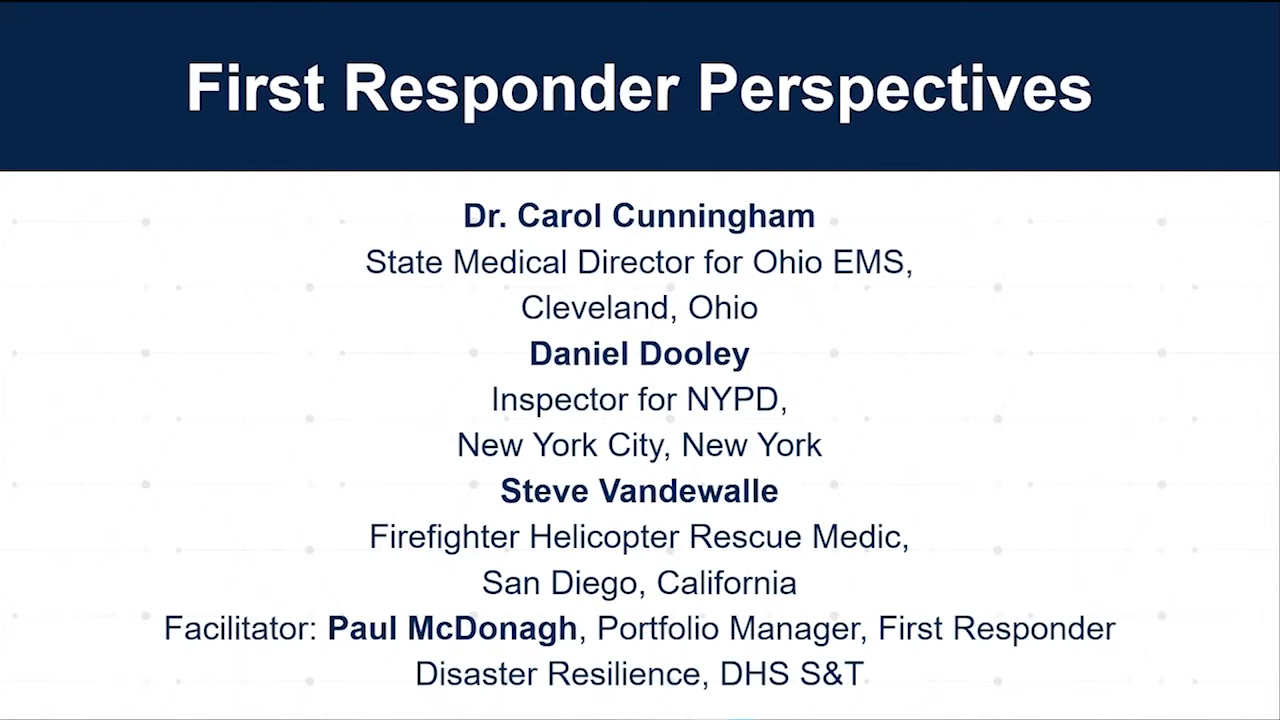 First Responder Perspectives
Dr. Carol Cunningham
State Medical Director for Ohio EMS,
Cleveland, Ohio
Daniel Dooley
Inspector for NYPD,
New York City, New York
Steve Vandewalle
Firefighter Helicopter Rescue Medic,
San Diego, California
Facilitator: Paul McDonagh, Portfolio Manager, First Responder
Disaster Resilience, DHS S&T